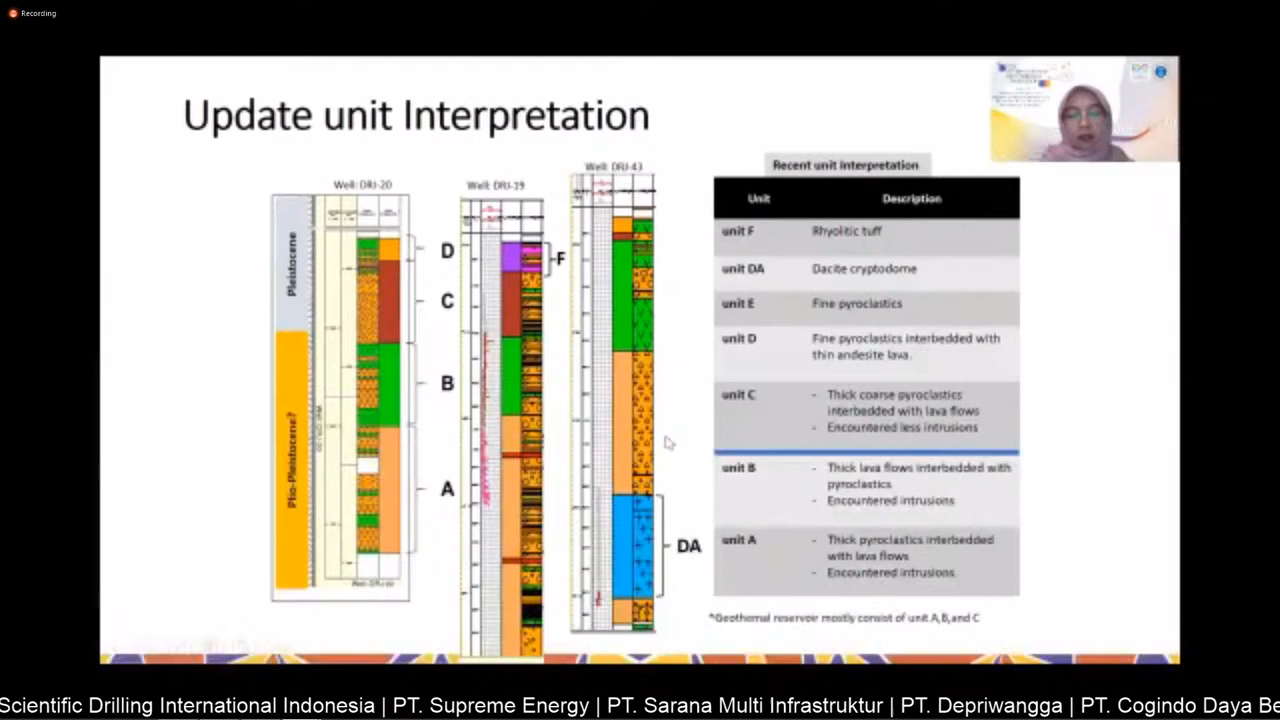 Recording
Update unit Interpretation
Well: DRJ-20
Well: DRJ-19
Well: DRJ-43
Pleistocene
Plio-Pleistocene?
D
C
B
A
F
DA
Recent unit Interpretation
Unit Description
unit F Rhyolitic tuff
unit DA Dacite cryptodome
unit E Fine pyroclastics
unit D Fine pyroclastics interbedded with
thin andesite lava.
unit C - Thick coarse pyroclastics
interbedded with lava flows
- Encountered less intrusions
unit B - Thick lava flows interbedded with
pyroclastics
- Encountered intrusions
unit A - Thick pyroclastics interbedded
with lava flows
- Encountered intrusions.
*Geothermal reservoir mostly consist of unit A,B,and C
Scientific Drilling International Indonesia | PT. Supreme Energy | PT. Sarana Multi Infrastruktur | PT. Depriwangga | PT. Cogindo Daya Be